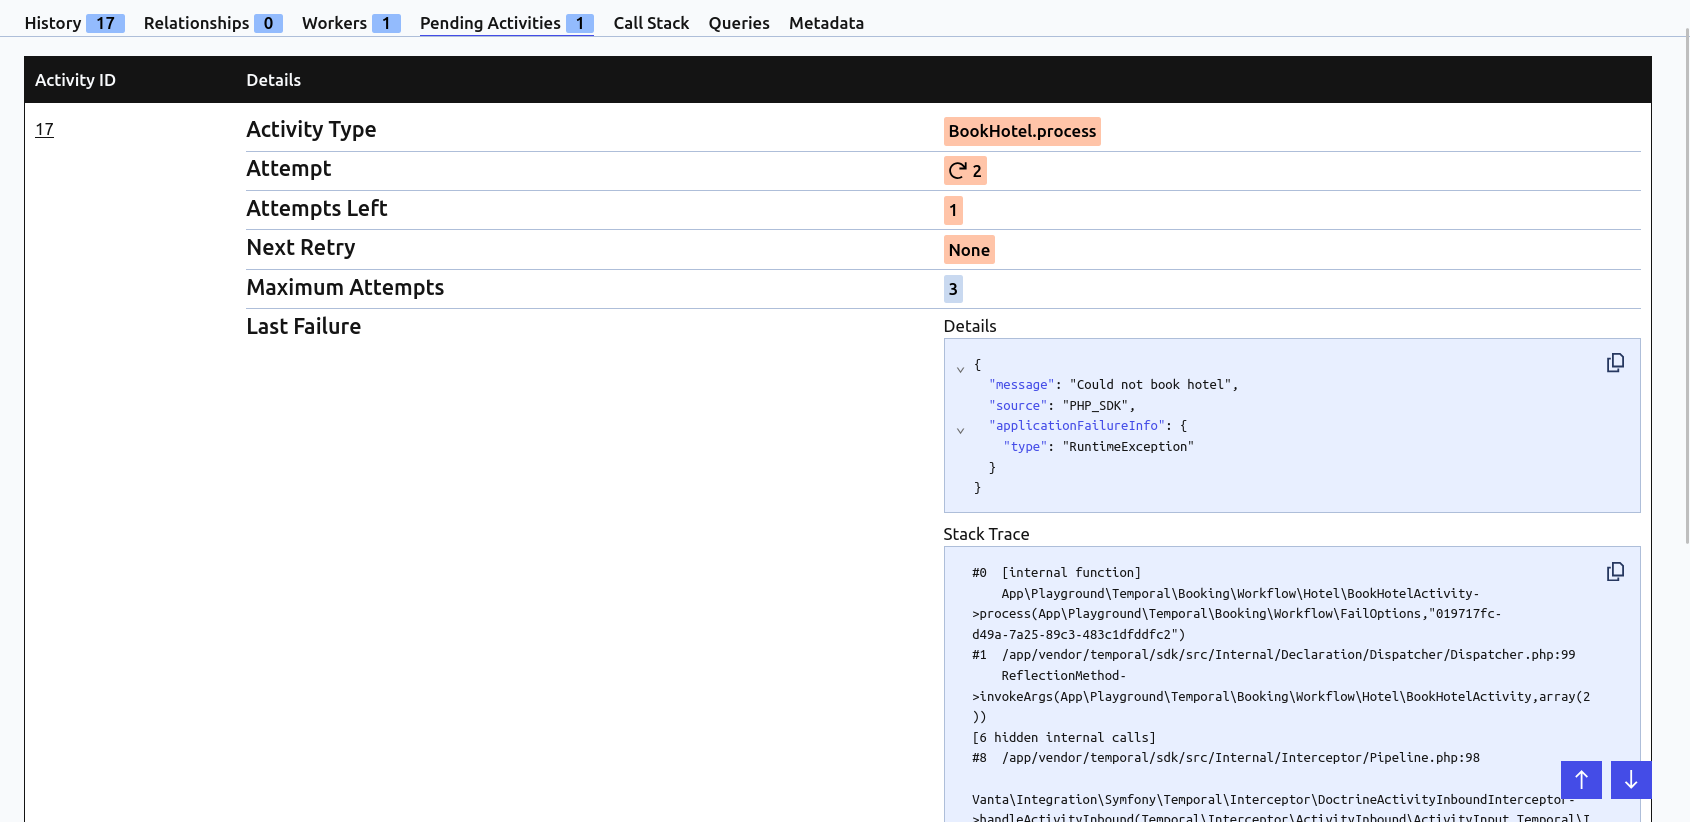 History 17 Relationships 0 Workers 1 Pending Activities 1 Call Stack Queries Metadata
Activity ID Details
17 Activity Type BookHotel.process
Attempt 2
Attempts Left 1
Next Retry None
Maximum Attempts 3
Last Failure Details
{
"message": "Could not book hotel",
"source": "PHP_SDK",
"applicationFailureInfo": {
"type": "RuntimeException"
}
}
Stack Trace
#0 [internal function]
App\Playground\Temporal\Booking\Workflow\Hotel\BookHotelActivity-
>process(App\Playground\Temporal\Booking\Workflow\FailOptions,"019717fc-
d49a-7a25-89c3-483c1dfddfc2")
#1 /app/vendor/temporal/sdk/src/Internal/Declaration/Dispatcher/Dispatcher.php:99
ReflectionMethod-
>invokeArgs(App\Playground\Temporal\Booking\Workflow\Hotel\BookHotelActivity,array(2
))
[6 hidden internal calls]
#8 /app/vendor/temporal/sdk/src/Internal/Interceptor/Pipeline.php:98
Vanta\Integration\Symfony\Temporal\Interceptor\DoctrineActivityInboundInterceptor-
>handleActivityInbound(Temporal\Interceptor\ActivityInbound\ActivityInput,Temporal\I